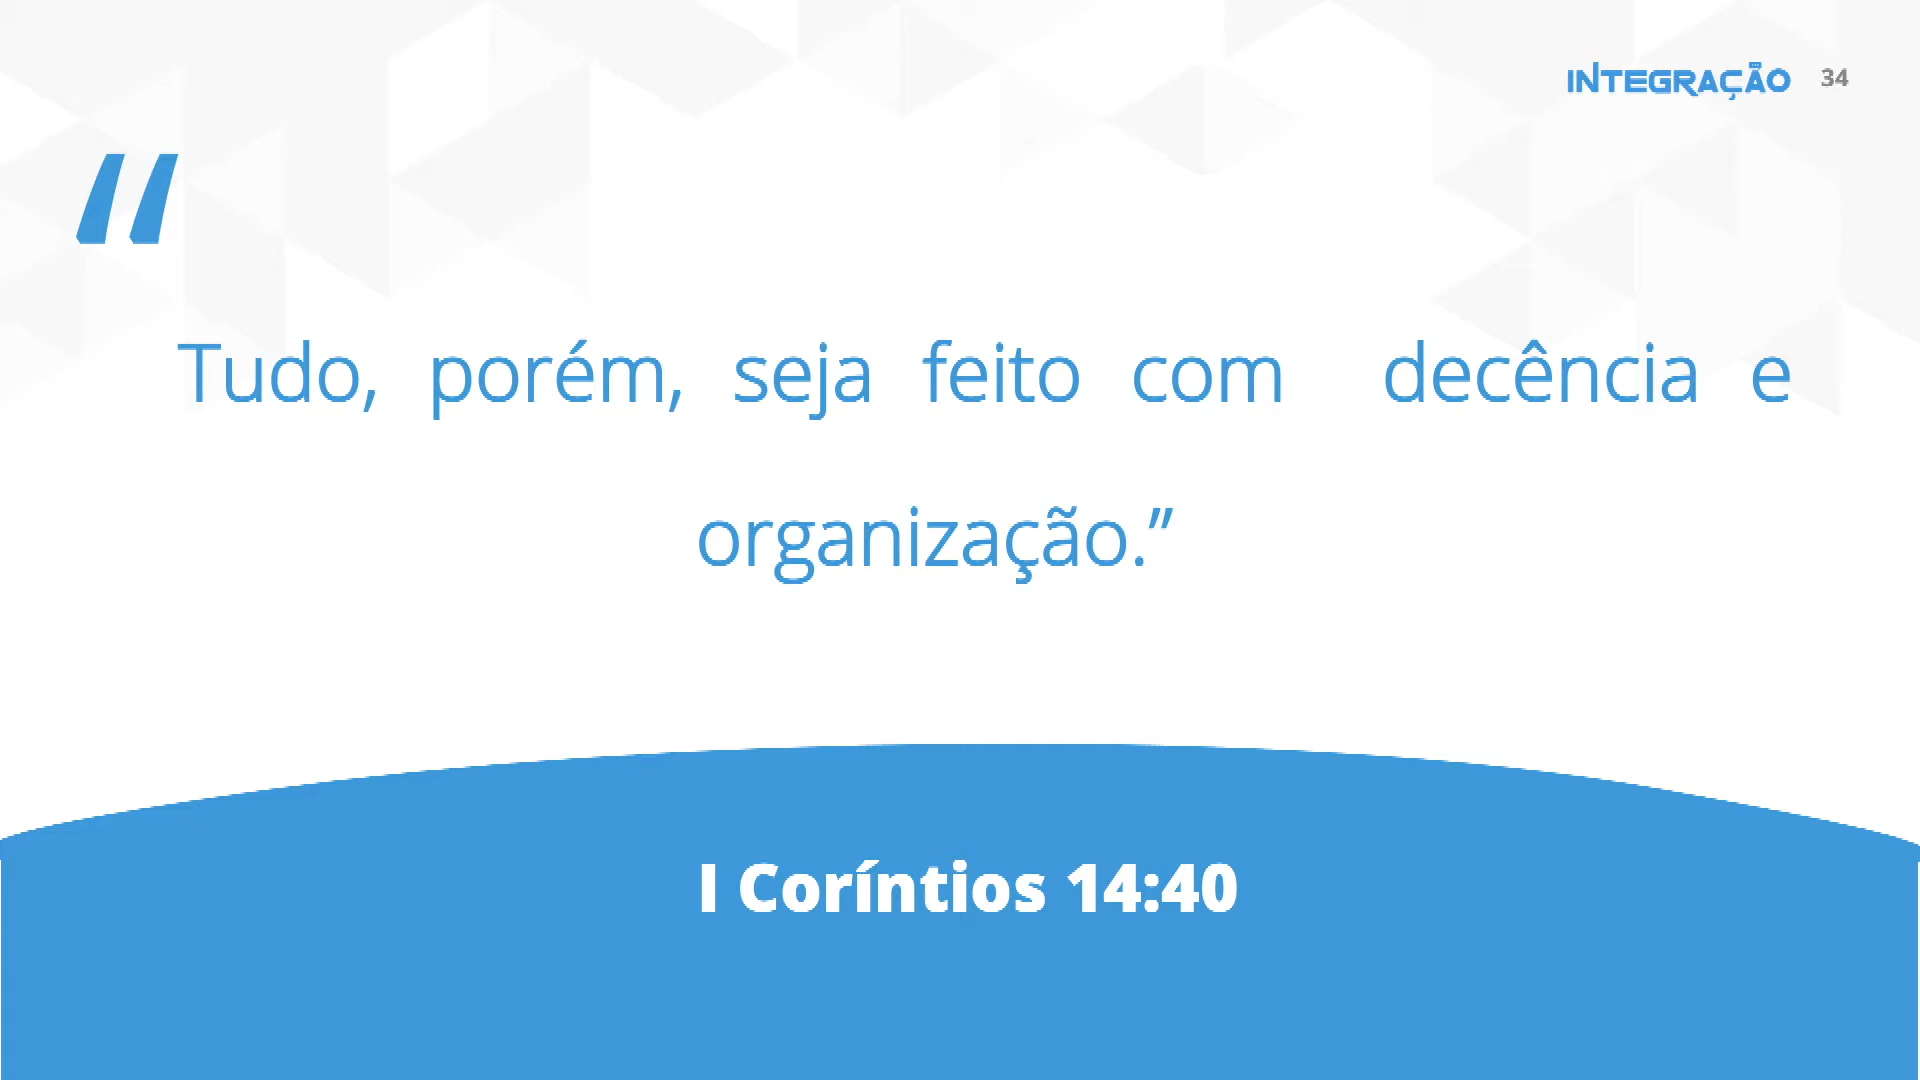 INTEGRAÇÃO 34
“
Tudo, porém, seja feito com decência e
organização.”
I Coríntios 14:40